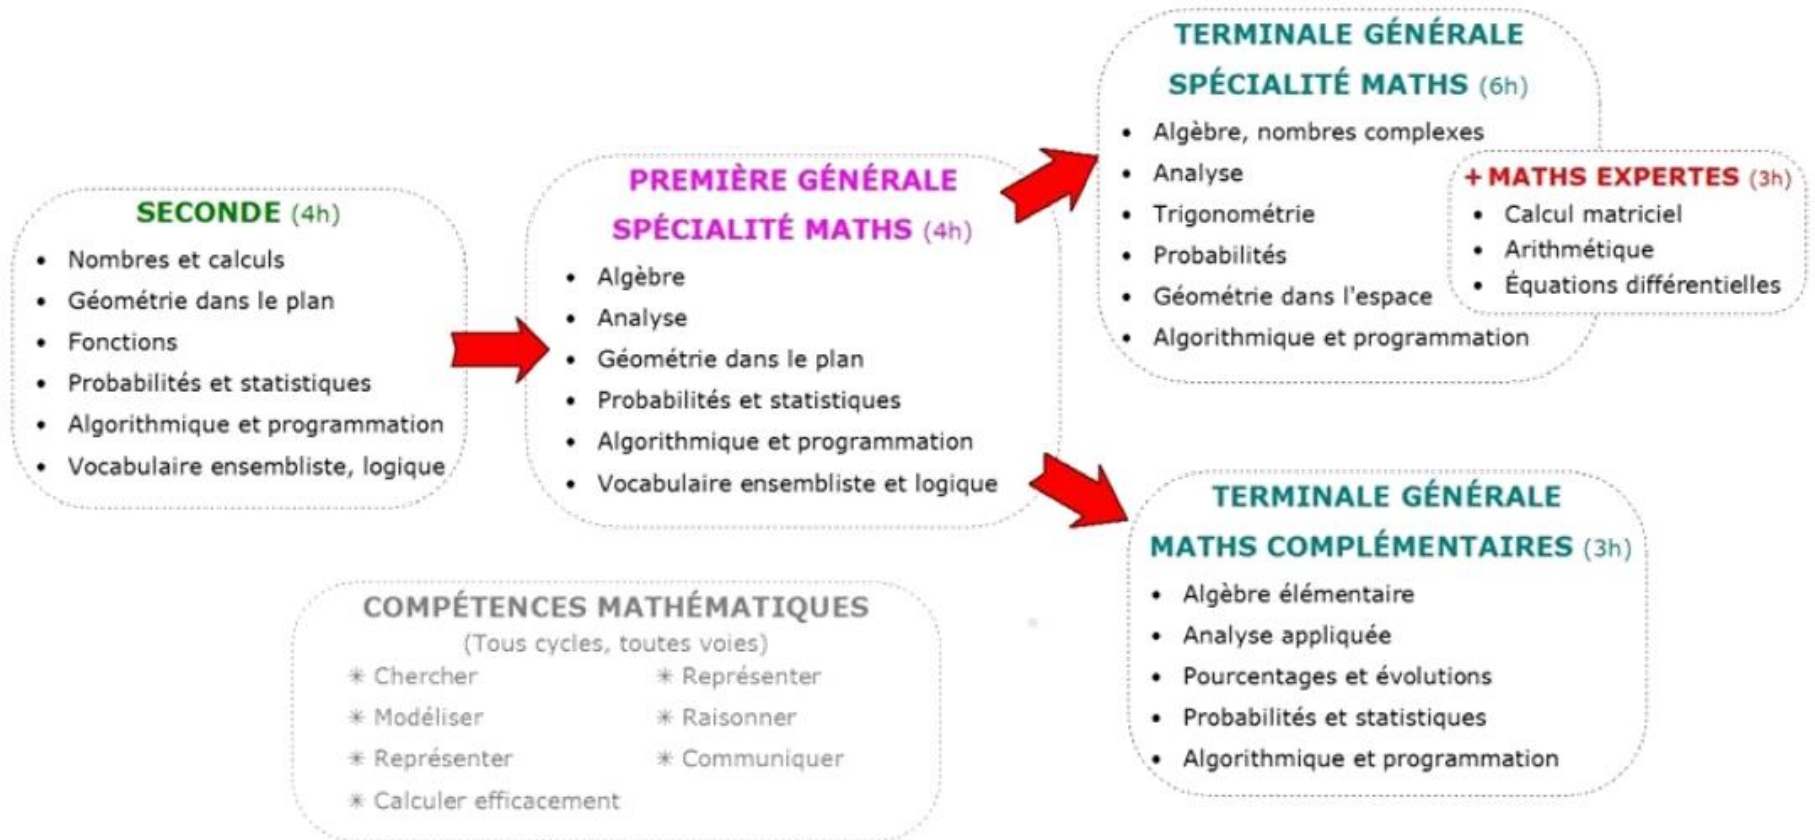 SECONDE (4h)
• Nombres et calculs
• Géométrie dans le plan
• Fonctions
• Probabilités et statistiques
• Algorithmique et programmation
• Vocabulaire ensembliste, logique
PREMIÈRE GÉNÉRALE
SPÉCIALITÉ MATHS (4h)
• Algèbre
• Analyse
• Géométrie dans le plan
• Probabilités et statistiques
• Algorithmique et programmation
• Vocabulaire ensembliste et logique
TERMINALE GÉNÉRALE
SPÉCIALITÉ MATHS (6h)
• Algèbre, nombres complexes
• Analyse
• Trigonométrie
• Probabilités
• Géométrie dans l'espace
• Algorithmique et programmation
+ MATHS EXPERTES (3h)
• Calcul matriciel
• Arithmétique
• Équations différentielles
TERMINALE GÉNÉRALE
MATHS COMPLÉMENTAIRES (3h)
• Algèbre élémentaire
• Analyse appliquée
• Pourcentages et évolutions
• Probabilités et statistiques
• Algorithmique et programmation
COMPÉTENCES MATHÉMATIQUES
(Tous cycles, toutes voies)
✳ Chercher
✳ Modéliser
✳ Représenter
✳ Calculer efficacement
✳ Représenter
✳ Raisonner
✳ Communiquer